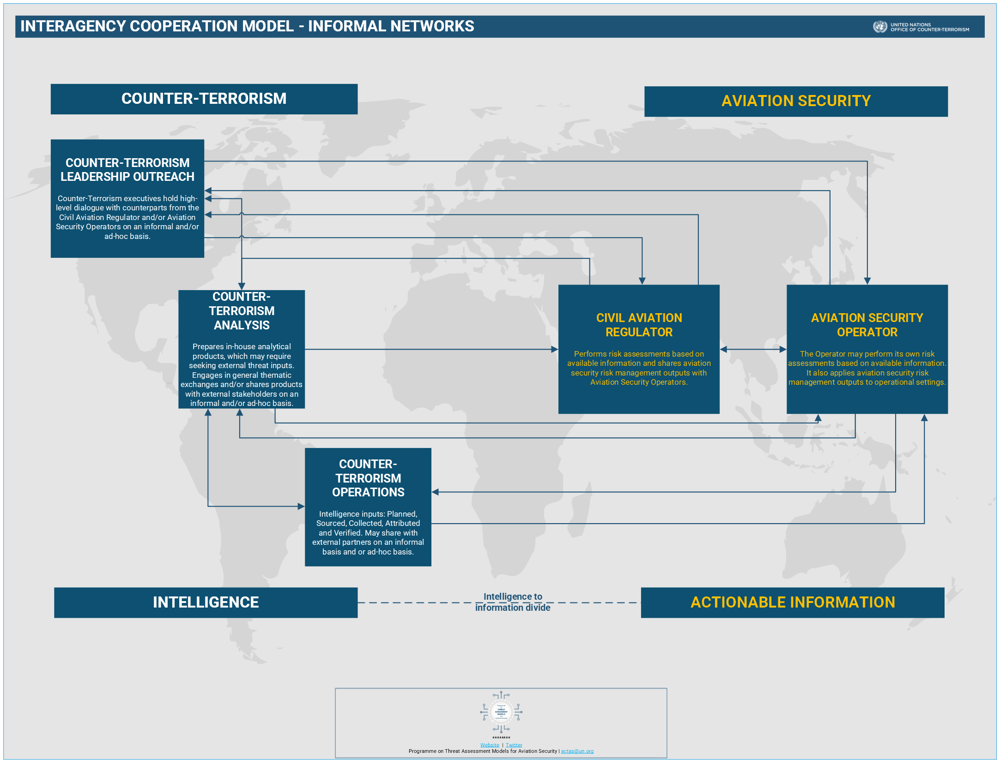 INTERAGENCY COOPERATION MODEL - INFORMAL NETWORKS
UNITED NATIONS
OFFICE OF COUNTER-TERRORISM
COUNTER-TERRORISM
AVIATION SECURITY
COUNTER-TERRORISM
LEADERSHIP OUTREACH
Counter-Terrorism executives hold high-
level dialogue with counterparts from the
Civil Aviation Regulator and/or Aviation
Security Operators on an informal and/or
ad-hoc basis.
COUNTER-
TERRORISM
ANALYSIS
Prepares in-house analytical
products, which may require
seeking external threat inputs.
Engages in general thematic
exchanges and/or shares products
with external stakeholders on an
informal and/or ad-hoc basis.
CIVIL AVIATION
REGULATOR
Performs risk assessments based on
available information and shares aviation
security risk management outputs with
Aviation Security Operators.
AVIATION SECURITY
OPERATOR
The Operator may perform its own risk
assessments based on available information.
It also applies aviation security risk
management outputs to operational settings.
COUNTER-
TERRORISM
OPERATIONS
Intelligence inputs: Planned,
Sourced, Collected, Attributed
and Verified. May share with
external partners on an informal
basis and or ad-hoc basis.
INTELLIGENCE
Intelligence to
information divide
ACTIONABLE INFORMATION
Programme
on
THREAT
ASSESSMENT
MODELS
for
Aviation Security
********
Website | Twitter
Programme on Threat Assessment Models for Aviation Security | actas@un.org